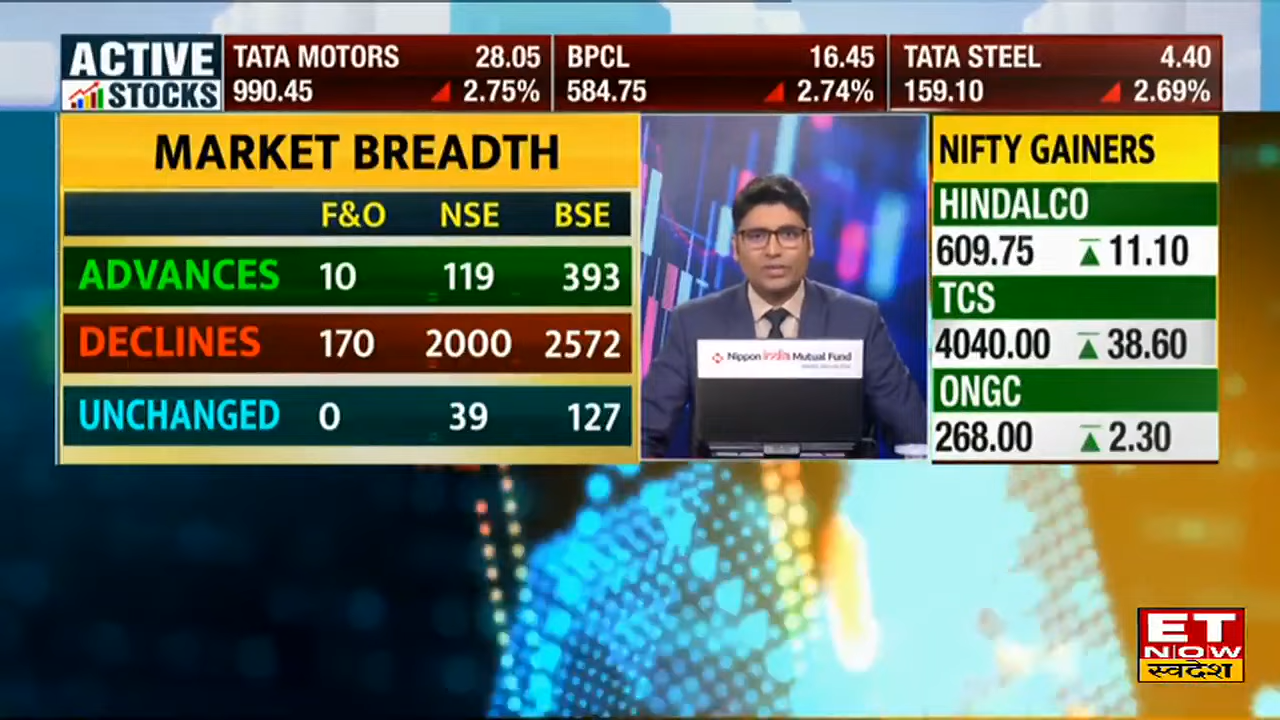 ACTIVE
STOCKS
TATA MOTORS 28.05
990.45 2.75%
BPCL 16.45
584.75 2.74%
TATA STEEL 4.40
159.10 2.69%
MARKET BREADTH
F&O NSE BSE
ADVANCES 10 119 393
DECLINES 170 2000 2572
UNCHANGED 0 39 127
Nippon india Mutual Fund
NIFTY GAINERS
HINDALCO
609.75 11.10
TCS
4040.00 38.60
ONGC
268.00 2.30
ET
NOW
स्वदेश